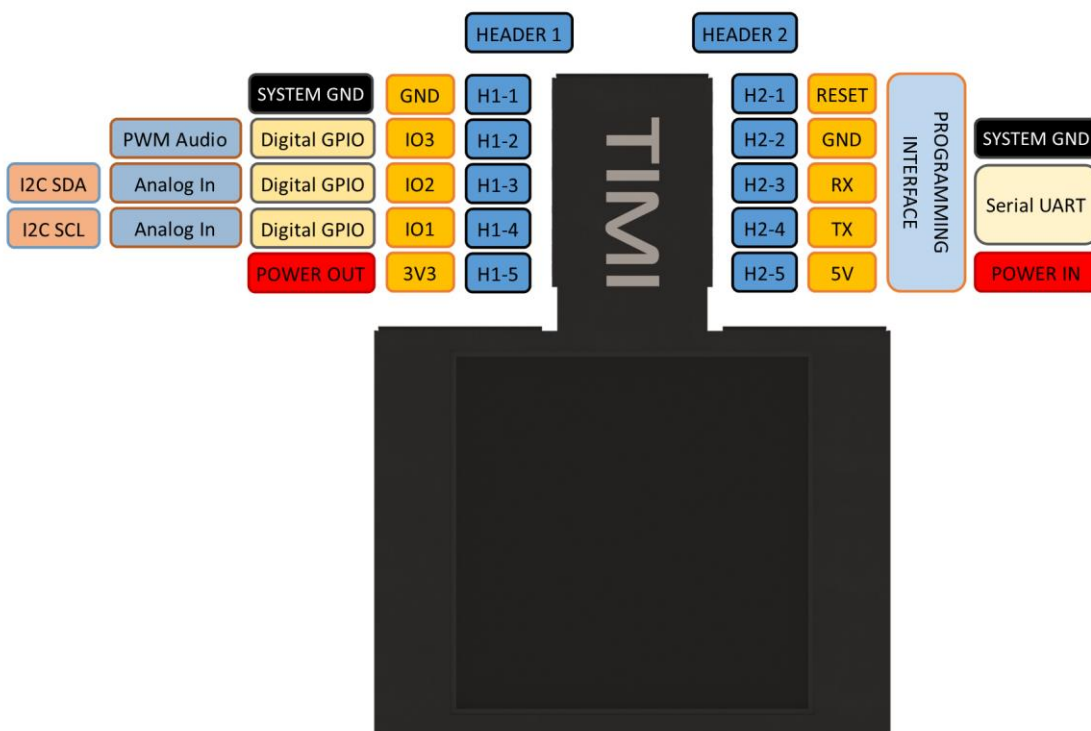 HEADER 1 HEADER 2
SYSTEM GND GND H1-1 H2-1 RESET
PWM Audio Digital GPIO IO3 H1-2 H2-2 GND SYSTEM GND
I2C SDA Analog In Digital GPIO IO2 H1-3 H2-3 RX
Serial UART
I2C SCL Analog In Digital GPIO IO1 H1-4 H2-4 TX
POWER OUT 3V3 H1-5 H2-5 5V POWER IN
PROGRAMMING
INTERFACE
TIMI